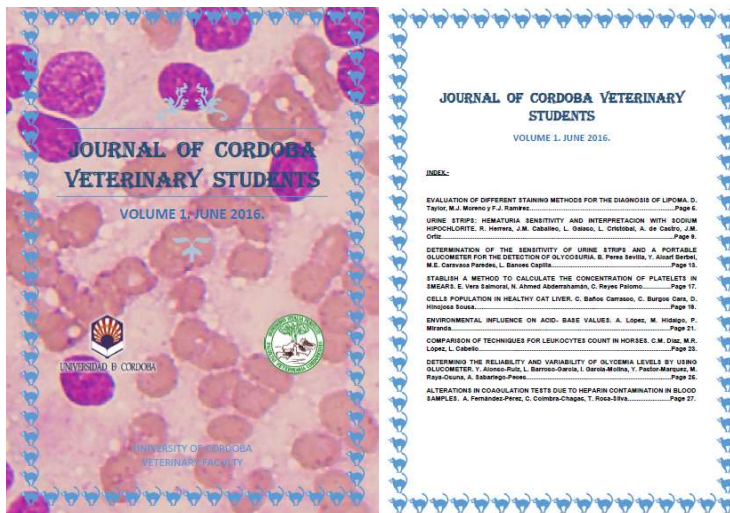 JOURNAL OF CORDOBA
VETERINARY STUDENTS
VOLUME 1. JUNE 2016.
UNIVERSIDAD D CORDOBA
UNIVERSITY OF CORDOBA
VETERINARY FACULTY
JOURNAL OF CORDOBA VETERINARY
STUDENTS
VOLUME 1. JUNE 2016.
INDEX.-
EVALUATION OF DIFFERENT STAINING METHODS FOR THE DIAGNOSIS OF LIPOMA. D.
Taylor, M.J. Moreno y F.J. Ramírez.....Page 6.
URINE STRIPS: HEMATURIA SENSITIVITY AND INTERPRETACION WITH SODIUM
HIPOCHLORITE. R. Herrera, J.M. Caballeo, L. Galaso, L. Cristóbal, A. de Castro, J.M.
Ortiz.....Page 9.
DETERMINATION OF THE SENSITIVITY OF URINE STRIPS AND A PORTABLE
GLUCOMETER FOR THE DETECTION OF GLYCOSURIA. B. Perea Sevilla, Y. Aicart Berbel,
M.E. Caravaca Paredes, L. Bances Capilla.....Page 13.
STABLISH A METHOD TO CALCULATE THE CONCENTRATION OF PLATELETS IN
SMEARS. E. Vera Salmoral, N. Ahmed Abderrahamán, C. Reyes Palomo.....Page 17.
CELLS POPULATION IN HEALTHY CAT LIVER. C. Baños Carrasco, C. Burgos Cara, D.
Hinojosa Sousa.....Page 19.
ENVIRONMENTAL INFLUENCE ON ACID- BASE VALUES. A. López, M. Hidalgo, P.
Miranda.....Page 21.
COMPARISON OF TECHNIQUES FOR LEUKOCYTES COUNT IN HORSES. C.M. Diaz, M.R.
López, L. Cabello.....Page 23.
DETERMINIG THE RELIABILITY AND VARIABILITY OF GLYCEMIA LEVELS BY USING
GLUCOMETER. Y. Alonso-Ruiz, L. Barroso-García, I. García-Molina, Y. Pastor-Marquez, M.
Raya-Osuna, A. Sabariego-Peces.....Page 25.
ALTERATIONS IN COAGULATION TESTS DUE TO HEPARIN CONTAMINATION IN BLOOD
SAMPLES. A. Fernández-Pérez, C. Coimbra-Chagas, T. Rosa-Silva.....Page 27.